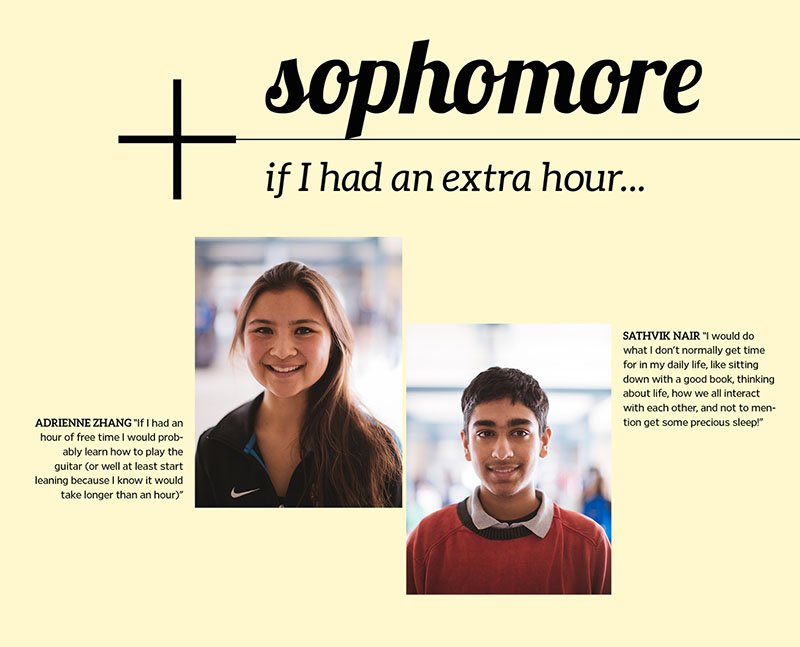 sophomore
if I had an extra hour...
ADRIENNE ZHANG "If I had an
hour of free time I would prob-
ably learn how to play the
guitar (or well at least start
leaning because I know it would
take longer than an hour)"
SATHVIK NAIR "I would do
what I don't normally get time
for in my daily life, like sitting
down with a good book, thinking
about life, how we all interact
with each other, and not to men-
tion get some precious sleep!"